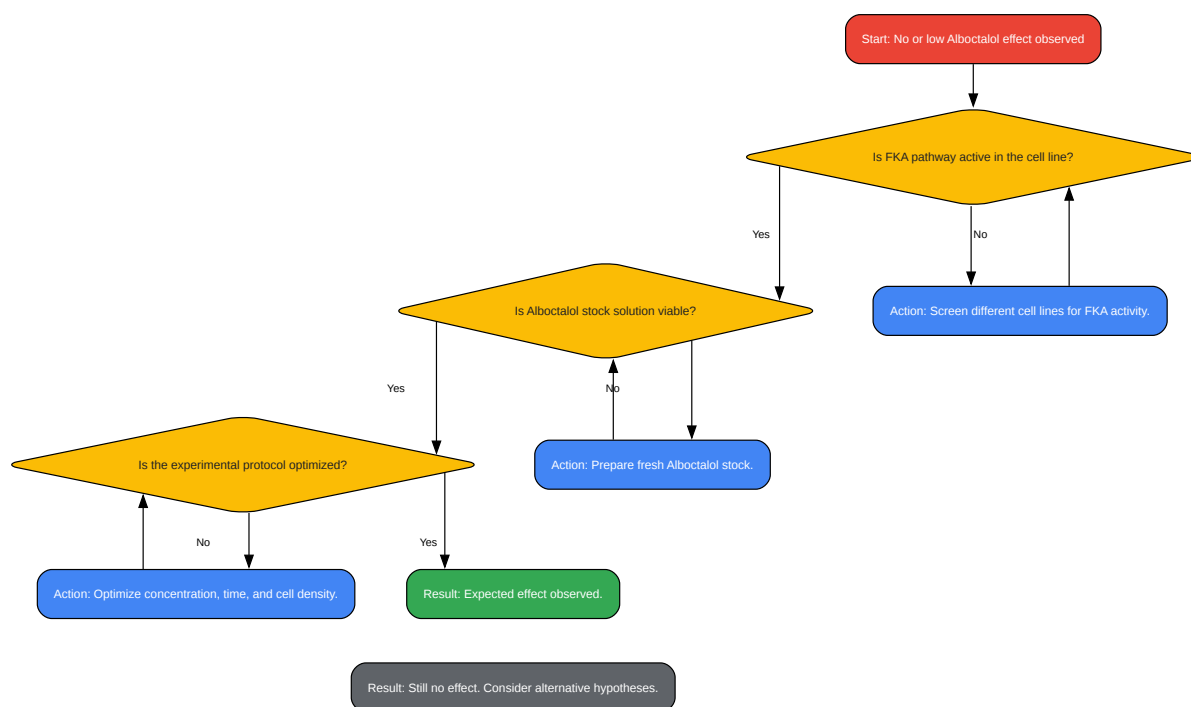 Start: No or low Alboctalol effect observed
Is FKA pathway active in the cell line?
Yes
No
Is Alboctalol stock solution viable?
Action: Screen different cell lines for FKA activity.
Yes
No
Is the experimental protocol optimized?
Action: Prepare fresh Alboctalol stock.
No
Yes
Action: Optimize concentration, time, and cell density.
Result: Expected effect observed.
Result: Still no effect. Consider alternative hypotheses.